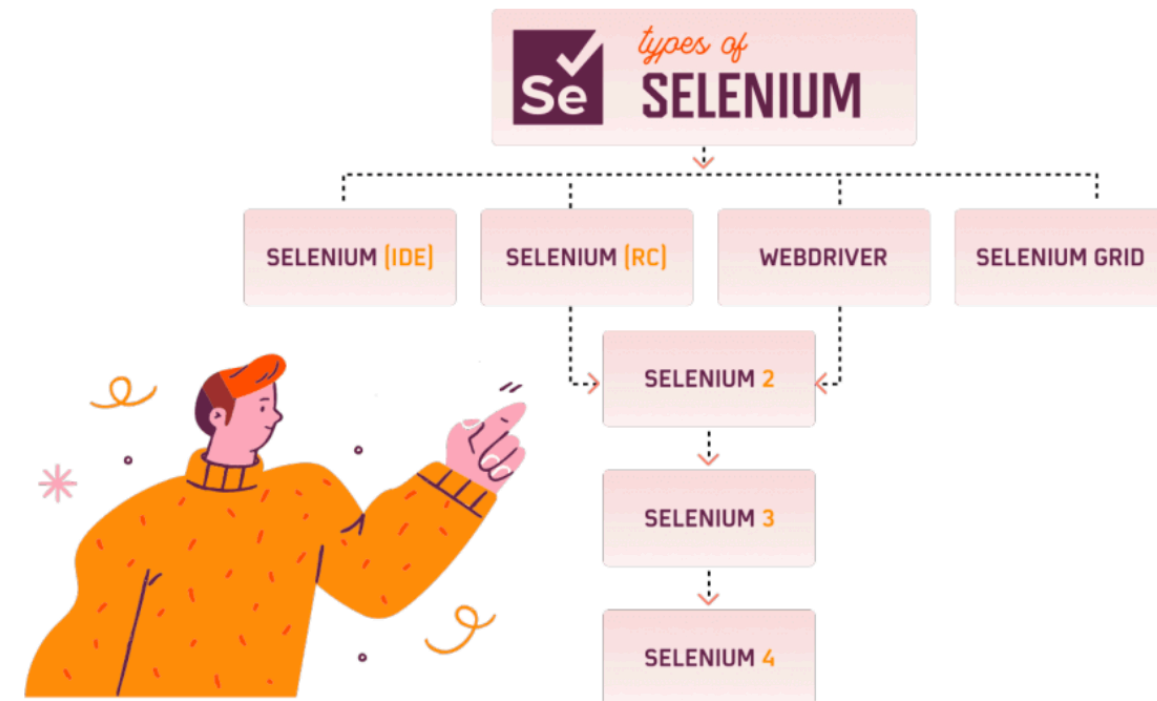 Se
types of
SELENIUM
SELENIUM (IDE)
SELENIUM (RC)
WEBDRIVER
SELENIUM GRID
SELENIUM 2
SELENIUM 3
SELENIUM 4